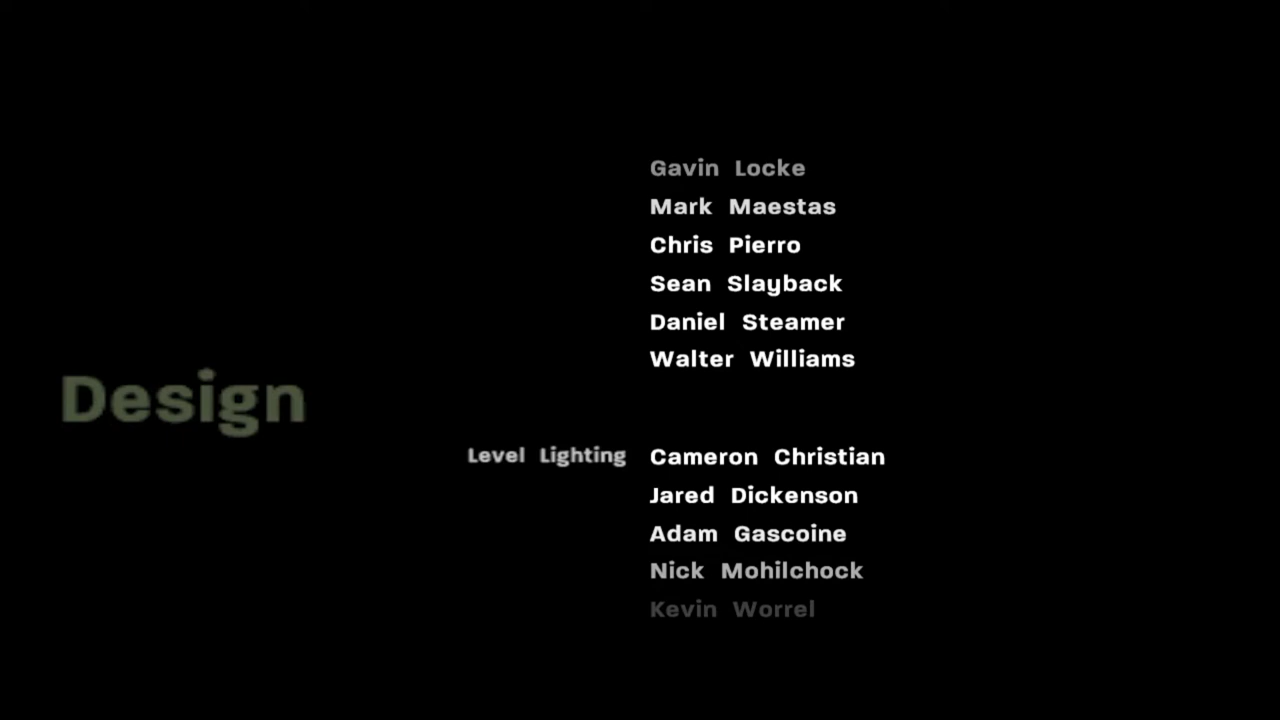 Gavin Locke
Mark Maestas
Chris Pierro
Sean Slayback
Daniel Steamer
Walter Williams
Design
Level Lighting Cameron Christian
Jared Dickenson
Adam Gascoine
Nick Mohilchock
Kevin Worrel